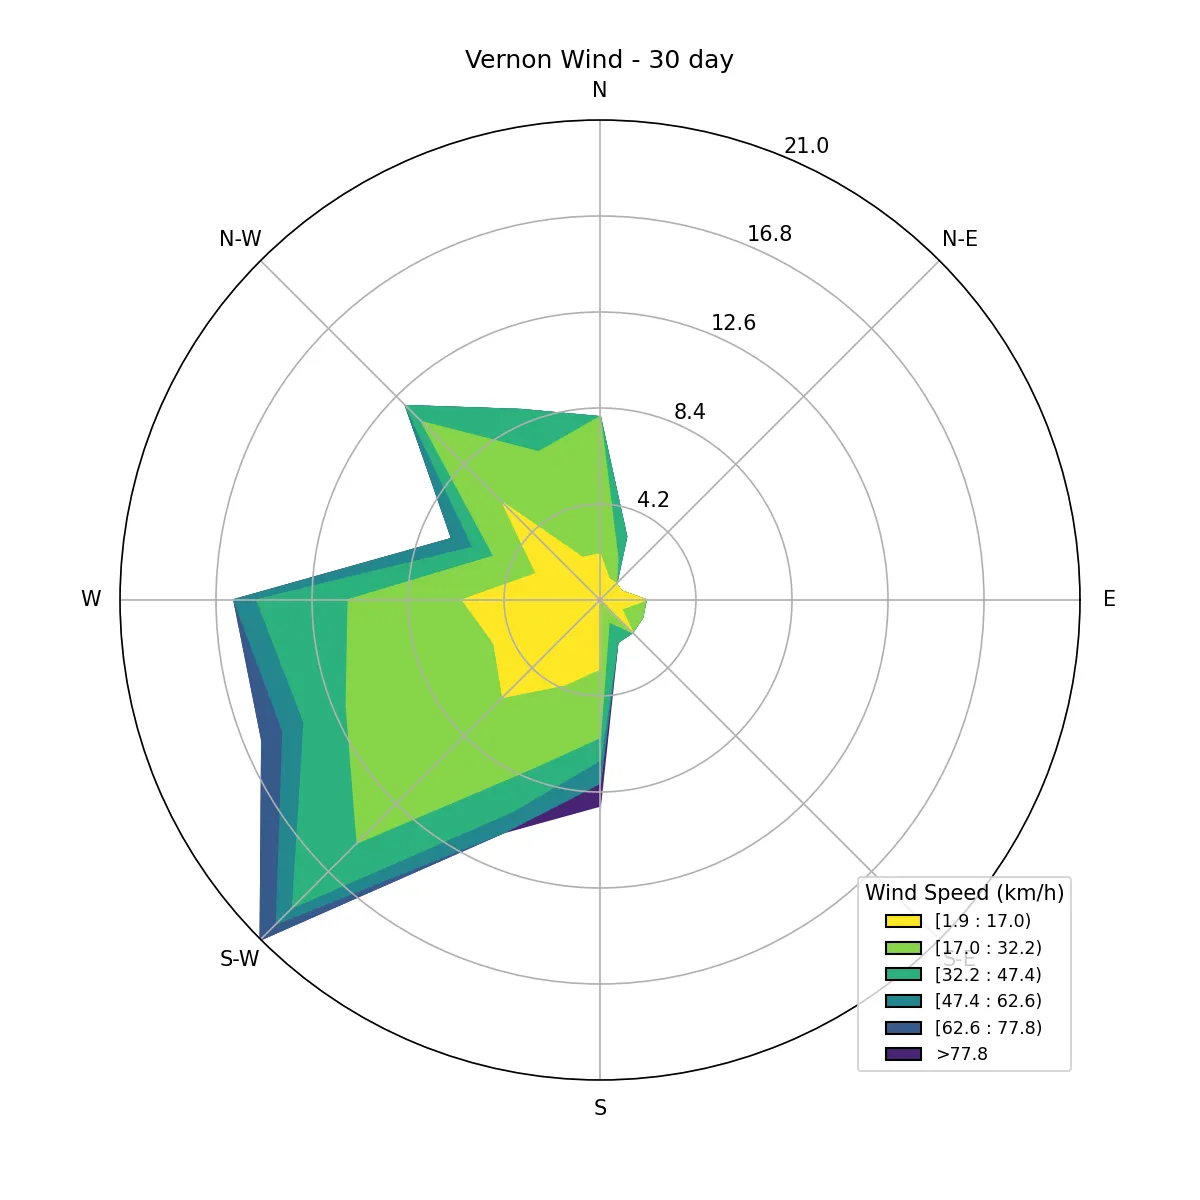 Vernon Wind - 30 day
N
21.0
N-W
N-E
16.8
12.6
8.4
4.2
W
E
S-W
S-E
S
Wind Speed (km/h)
[1.9 : 17.0)
[17.0 : 32.2)
[32.2 : 47.4)
[47.4 : 62.6)
[62.6 : 77.8)
>77.8